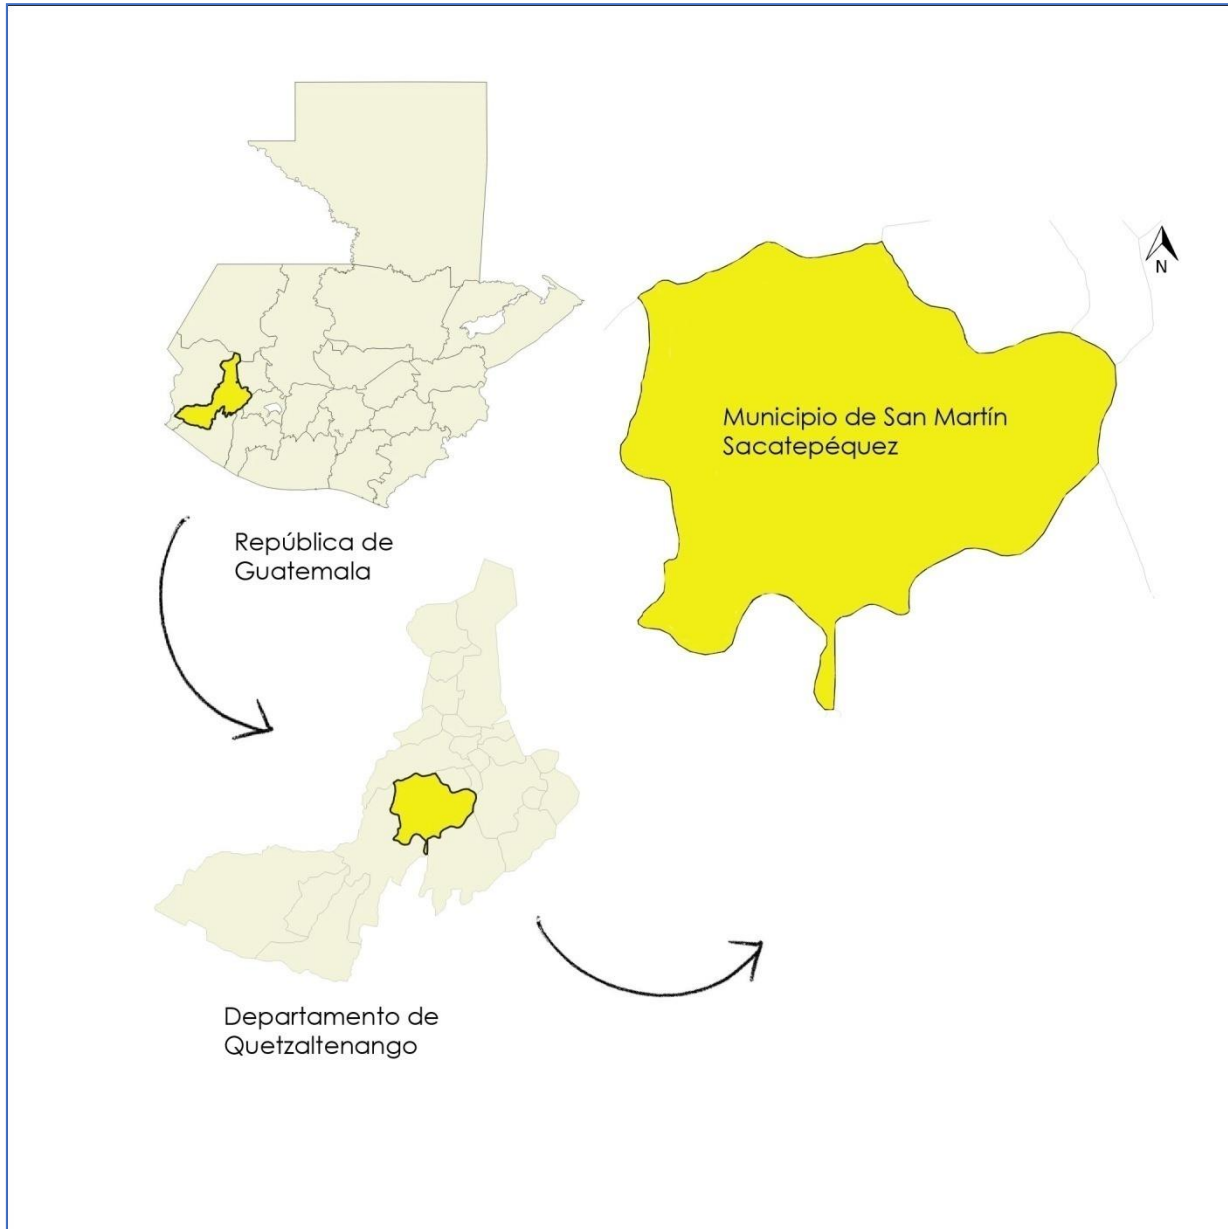 República de
Guatemala
Departamento de
Quetzaltenango
Municipio de San Martín
Sacatepéquez
N